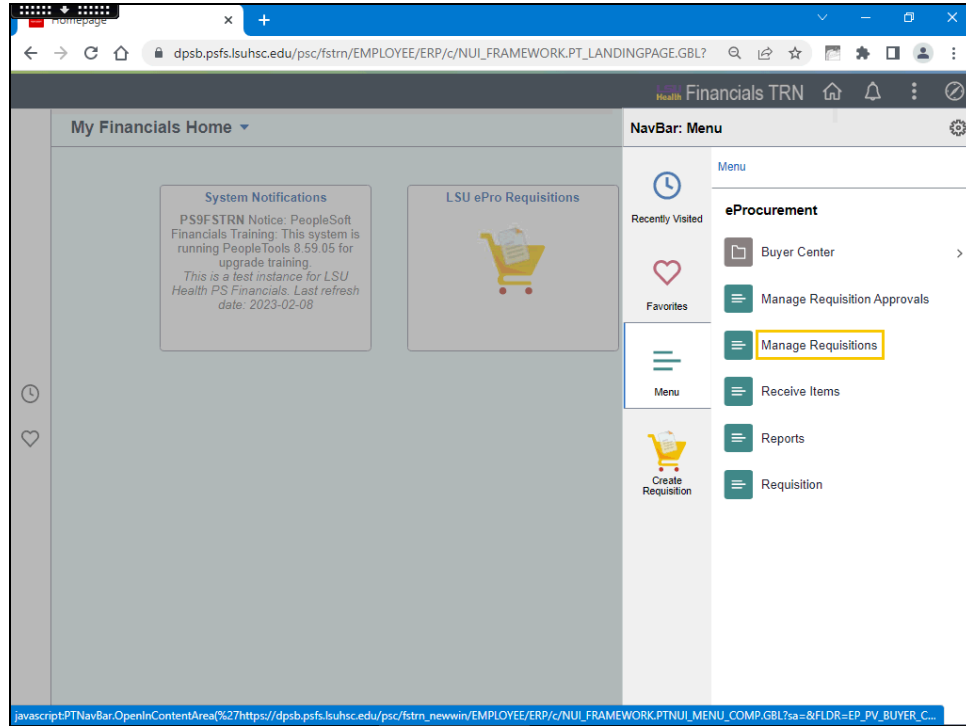 Homepage
dpsb.psfs.lsuhsc.edu/psc/fstrn/EMPLOYEE/ERP/c/NUI_FRAMEWORK.PT_LANDINGPAGE.GBL?
Health Financials TRN
My Financials Home
NavBar: Menu
System Notifications
PS9FSTRN Notice: PeopleSoft
Financials Training: This system is
running PeopleTools 8.59.05 for
upgrade training.
This is a test instance for LSU
Health PS Financials. Last refresh
date: 2023-02-08
LSU ePro Requisitions
Recently Visited
Favorites
Menu
Create
Requisition
Menu
eProcurement
Buyer Center
Manage Requisition Approvals
Manage Requisitions
Receive Items
Reports
Requisition
javascript:PTNavBar.OpenInContentArea(%27https://dpsb.psfs.lsuhsc.edu/psc/fstrn_newwin/EMPLOYEE/ERP/c/NUI_FRAMEWORK.PTNUI_MENU_COMP.GBL?sa=&FLDR=EP_PV_BUYER_C...